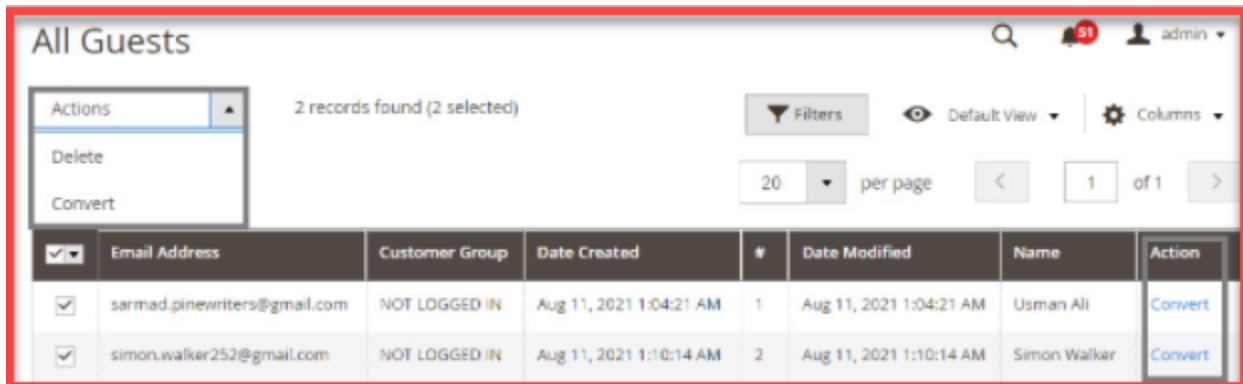 All Guests
51
admin
Actions
2 records found (2 selected)
Filters
Default View
Columns
Delete
Convert
20
per page
1
of 1
Email Address Customer Group Date Created # Date Modified Name Action
sarmad.pinewriters@gmail.com NOT LOGGED IN Aug 11, 2021 1:04:21 AM 1 Aug 11, 2021 1:04:21 AM Usman Ali Convert
simon.walker252@gmail.com NOT LOGGED IN Aug 11, 2021 1:10:14 AM 2 Aug 11, 2021 1:10:14 AM Simon Walker Convert